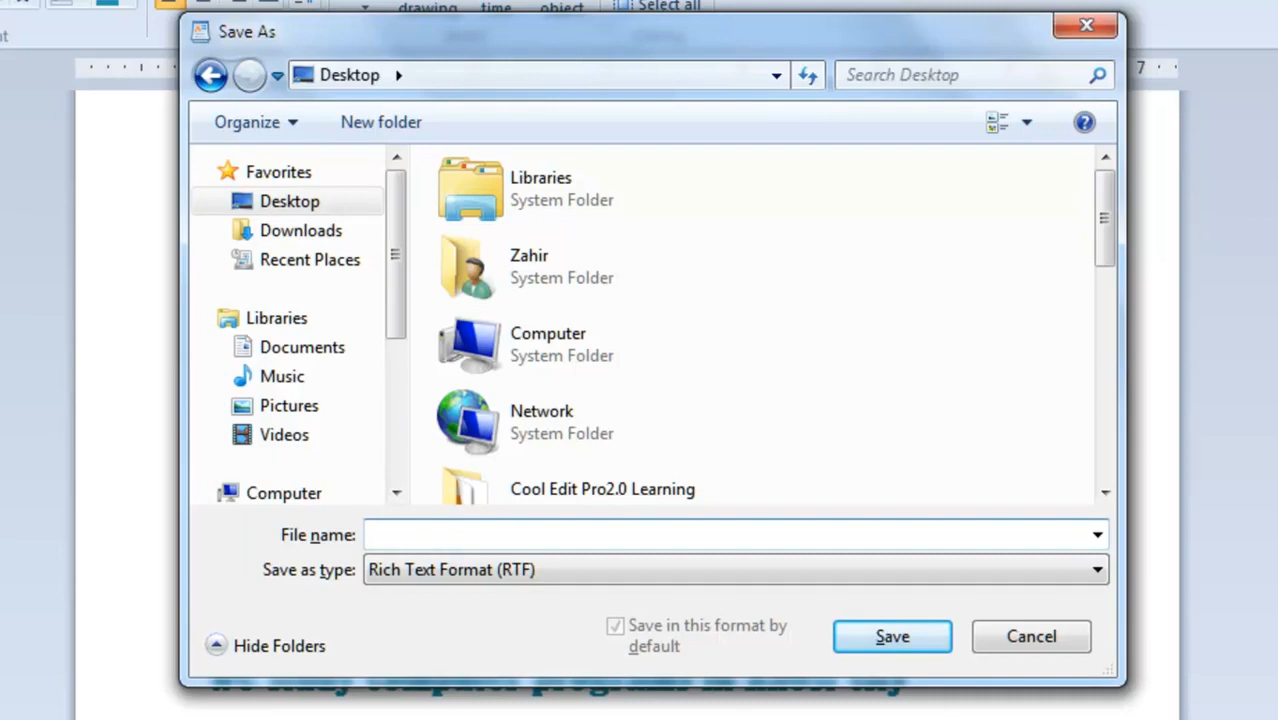 drawing time object Select all
Save As
7
Desktop
Search Desktop
Organize New folder
Favorites
Desktop
Downloads
Recent Places
Libraries
Documents
Music
Pictures
Videos
Computer
Libraries
System Folder
Zahir
System Folder
Computer
System Folder
Network
System Folder
Cool Edit Pro2.0 Learning
File name:
Save as type: Rich Text Format (RTF)
Save in this format by
default
Save Cancel
Hide Folders